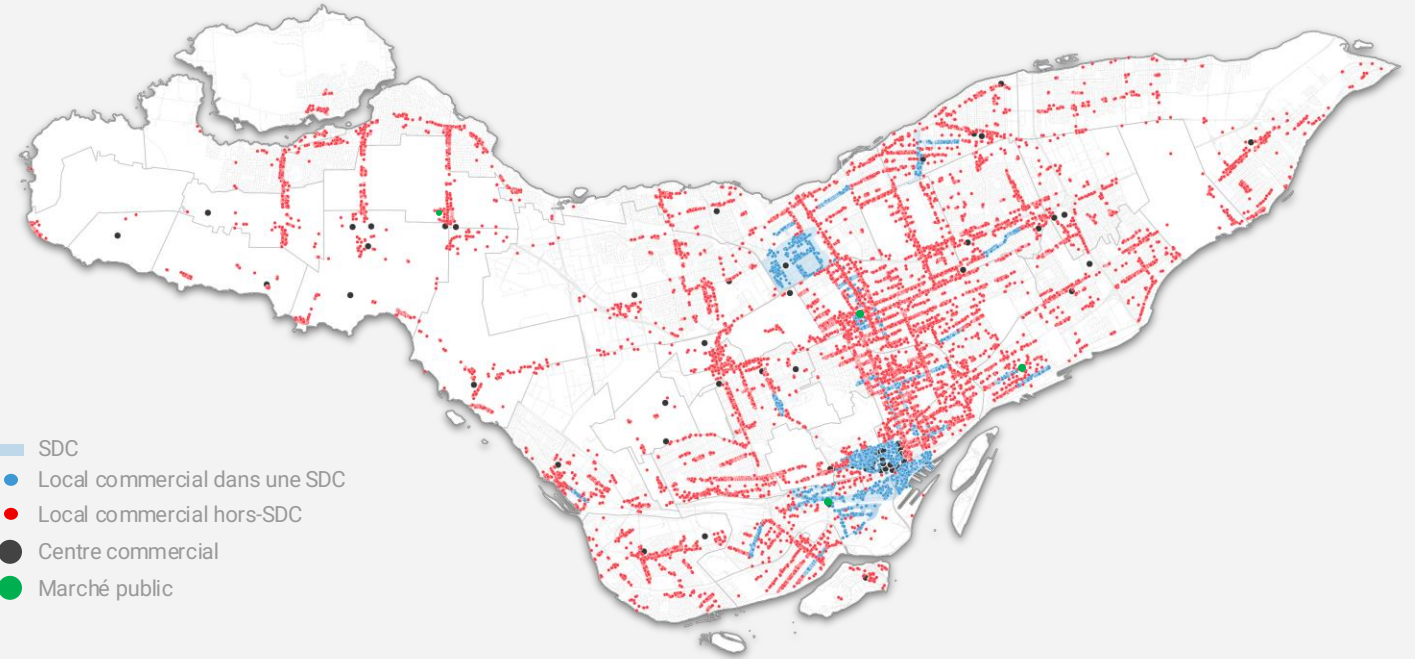 SDC
Local commercial dans une SDC
Local commercial hors-SDC
Centre commercial
Marché public